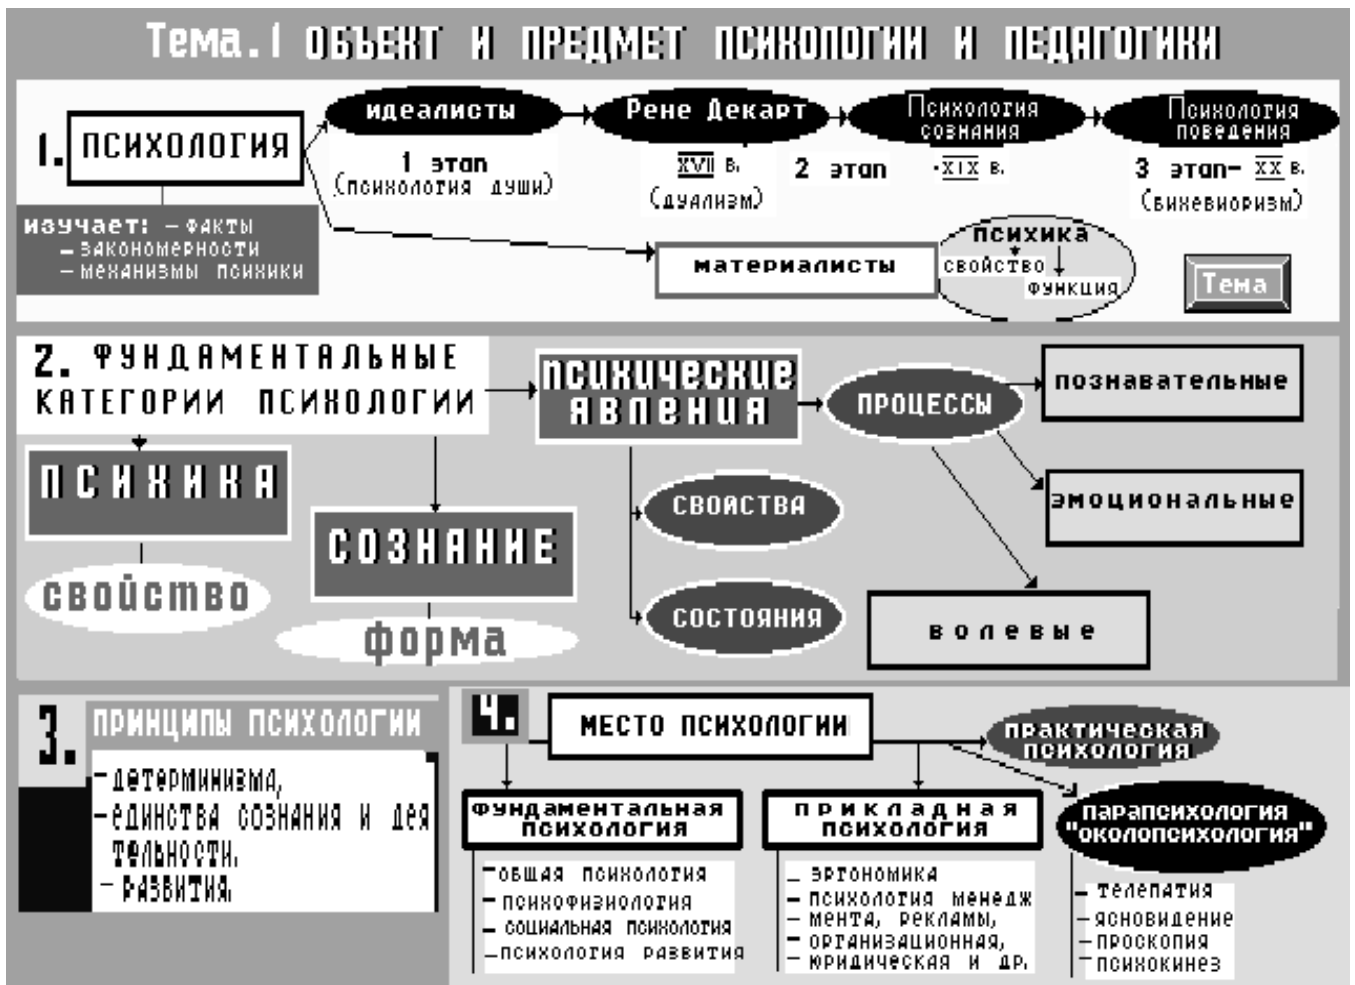 Тема.1 ОБЪЕКТ И ПРЕДМЕТ ПСИХОЛОГИИ И ПЕДАГОГИКИ
1. ПСИХОЛОГИЯ
идеалисты
Рене Декарт
Психология
сознания
Психология
поведения
1 этап
(психология души)
XVII в.
(дуализм)
2 этап
-XIX в.
3 этап– XX в.
(бихевиоризм)
изучает: – факты
– закономерности
– механизмы психики
материалисты
психика
свойство
функция
Тема
2. ФУНДАМЕНТАЛЬНЫЕ
КАТЕГОРИИ ПСИХОЛОГИИ
ПСИХИЧЕСКИЕ
ЯВЛЕНИЯ
ПРОЦЕССЫ
познавательные
эмоциональные
волевые
ПСИХИКА
свойство
СОЗНАНИЕ
форма
СВОЙСТВА
СОСТОЯНИЯ
3. ПРИНЦИПЫ ПСИХОЛОГИИ
– детерминизма,
– единства сознания и дея
тельности.
– развития.
4. МЕСТО ПСИХОЛОГИИ
практическая
психология
фундаментальная
психология
– общая психология
– психофизиология
– социальная психология
– психология развития
прикладная
психология
– эргономика
– психология менедж
– мента, рекламы,
– организационная,
– юридическая и др.
парапсихология
"околопсихология"
– телепатия
– ясновидение
– проскопия
– психокинез